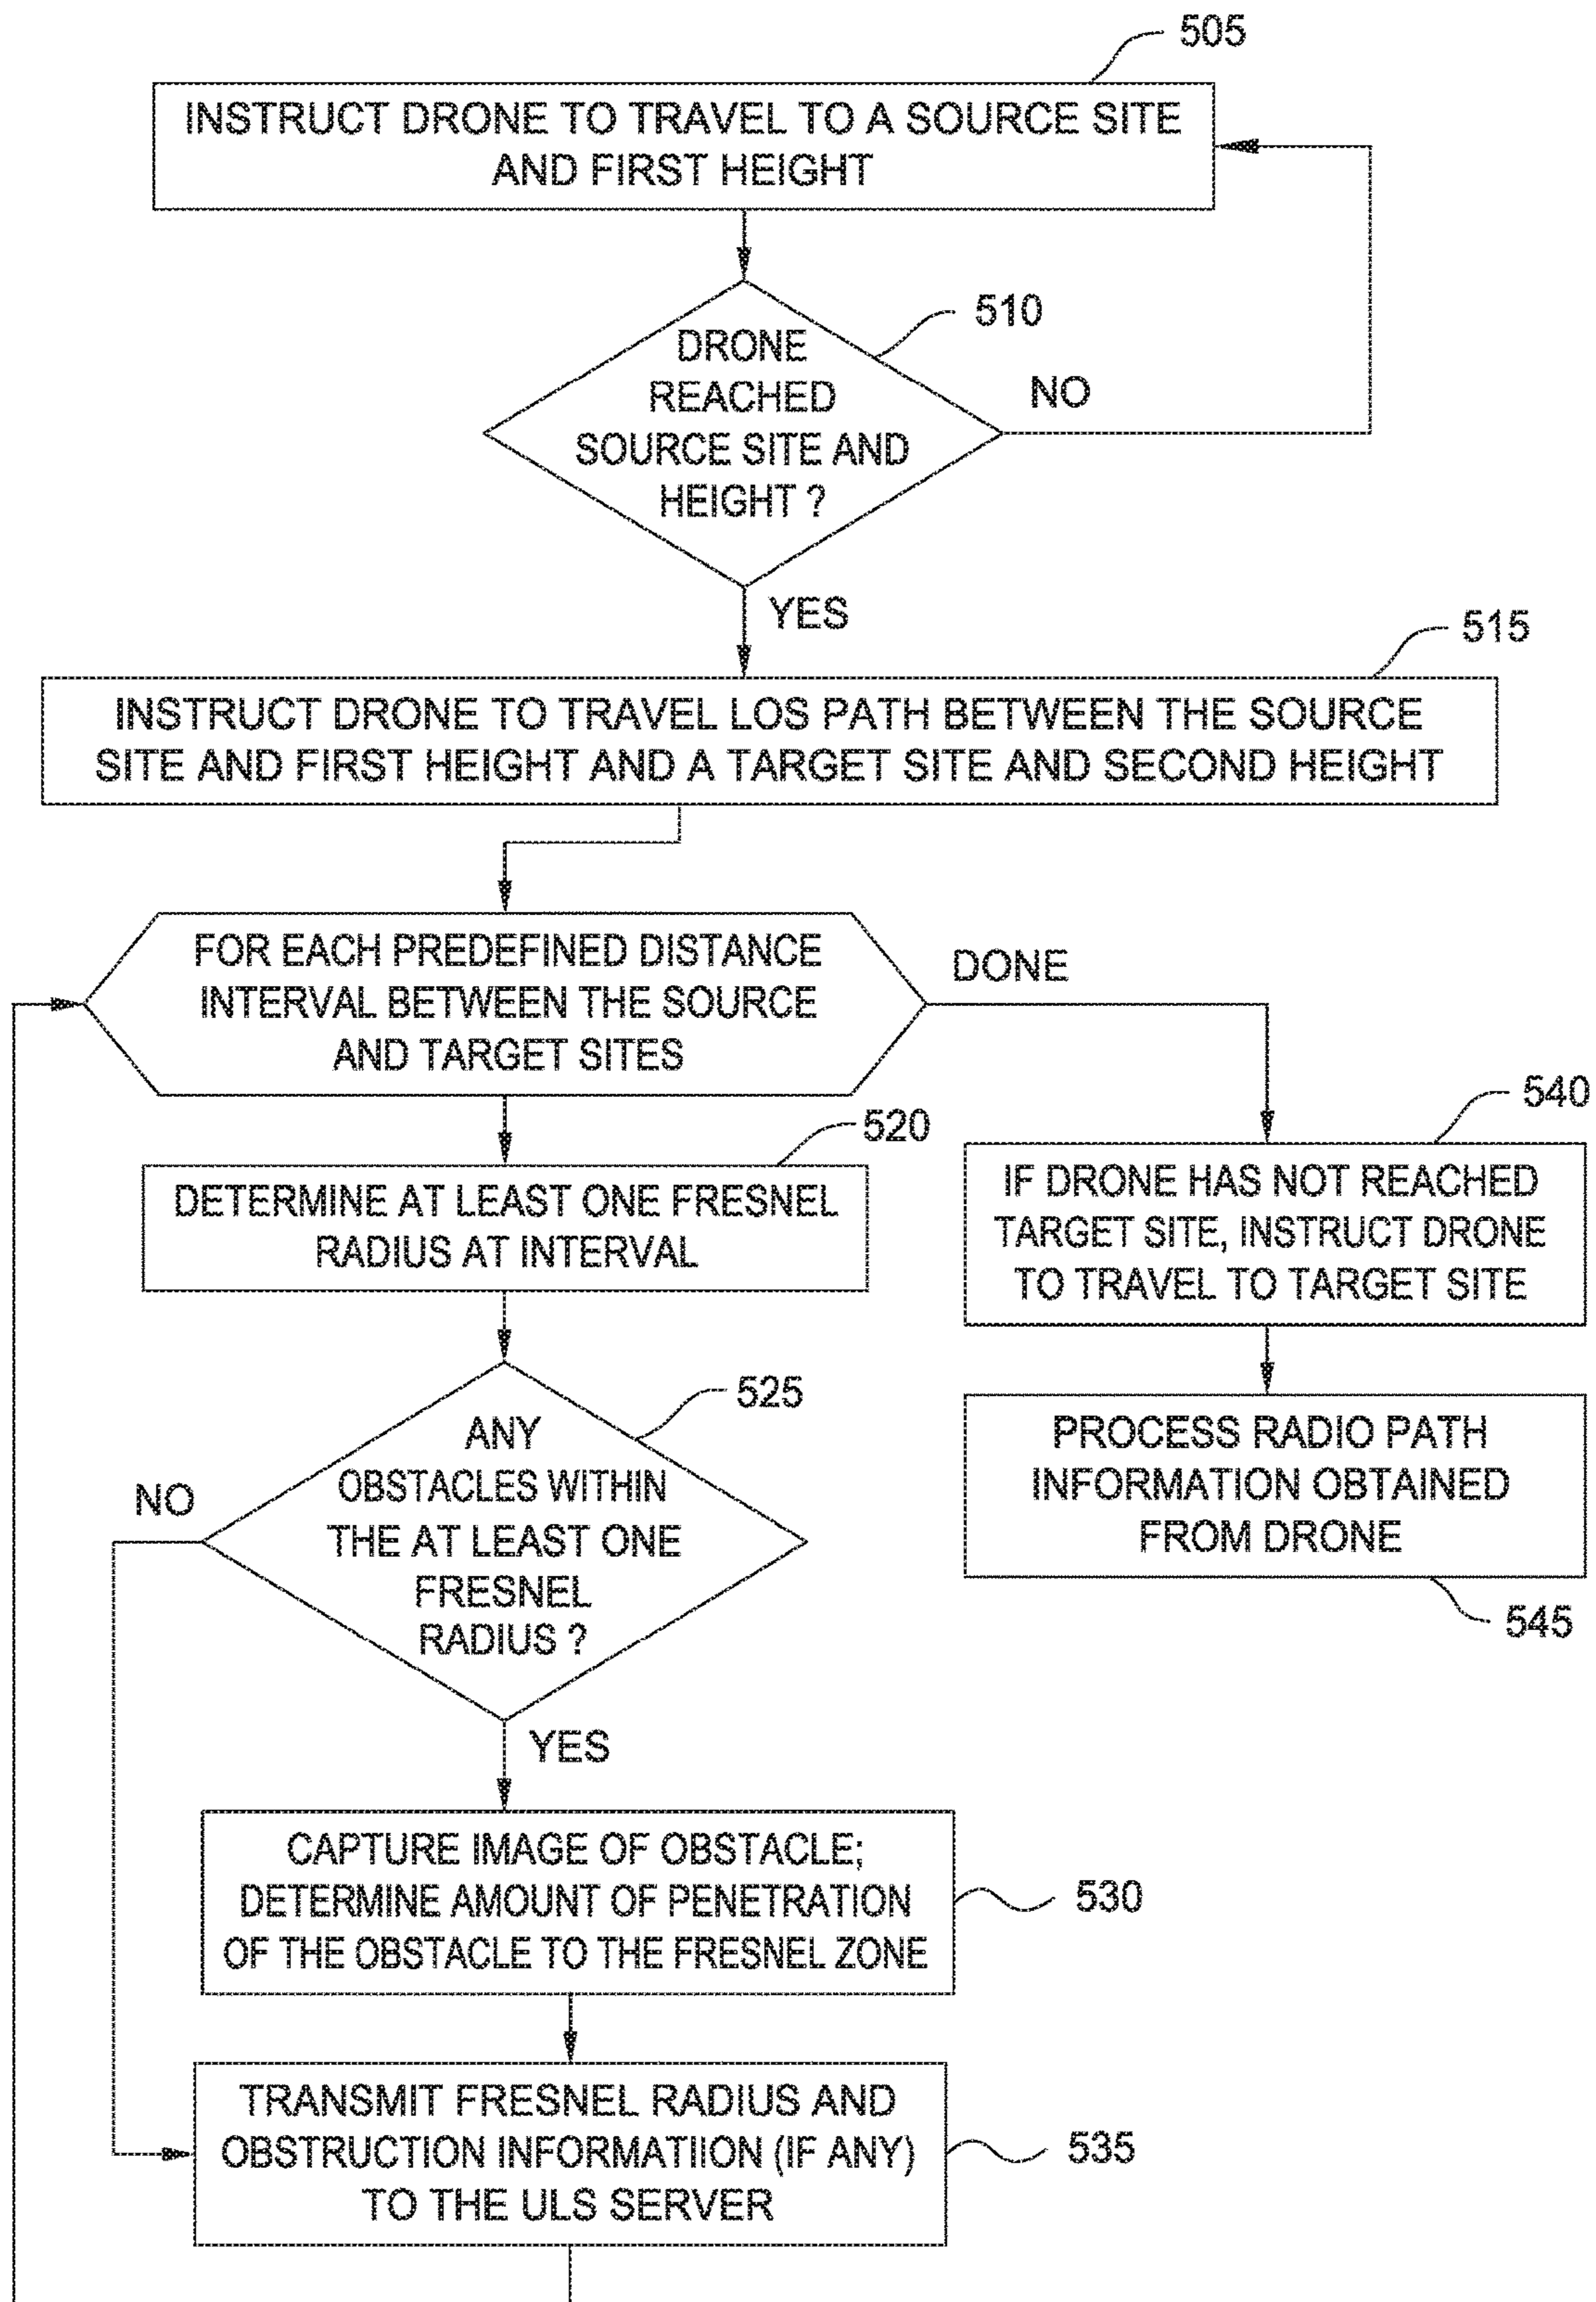 505
INSTRUCT DRONE TO TRAVEL TO A SOURCE SITE
AND FIRST HEIGHT
510
DRONE
REACHED
SOURCE SITE AND
HEIGHT ?
NO
YES
515
INSTRUCT DRONE TO TRAVEL LOS PATH BETWEEN THE SOURCE
SITE AND FIRST HEIGHT AND A TARGET SITE AND SECOND HEIGHT
FOR EACH PREDEFINED DISTANCE
INTERVAL BETWEEN THE SOURCE
AND TARGET SITES
DONE
520
DETERMINE AT LEAST ONE FRESNEL
RADIUS AT INTERVAL
540
IF DRONE HAS NOT REACHED
TARGET SITE, INSTRUCT DRONE
TO TRAVEL TO TARGET SITE
525
ANY
OBSTACLES WITHIN
THE AT LEAST ONE
FRESNEL
RADIUS ?
NO
YES
PROCESS RADIO PATH
INFORMATION OBTAINED
FROM DRONE
545
CAPTURE IMAGE OF OBSTACLE;
DETERMINE AMOUNT OF PENETRATION
OF THE OBSTACLE TO THE FRESNEL ZONE
530
TRANSMIT FRESNEL RADIUS AND
OBSTRUCTION INFORMATIION (IF ANY)
TO THE ULS SERVER
535